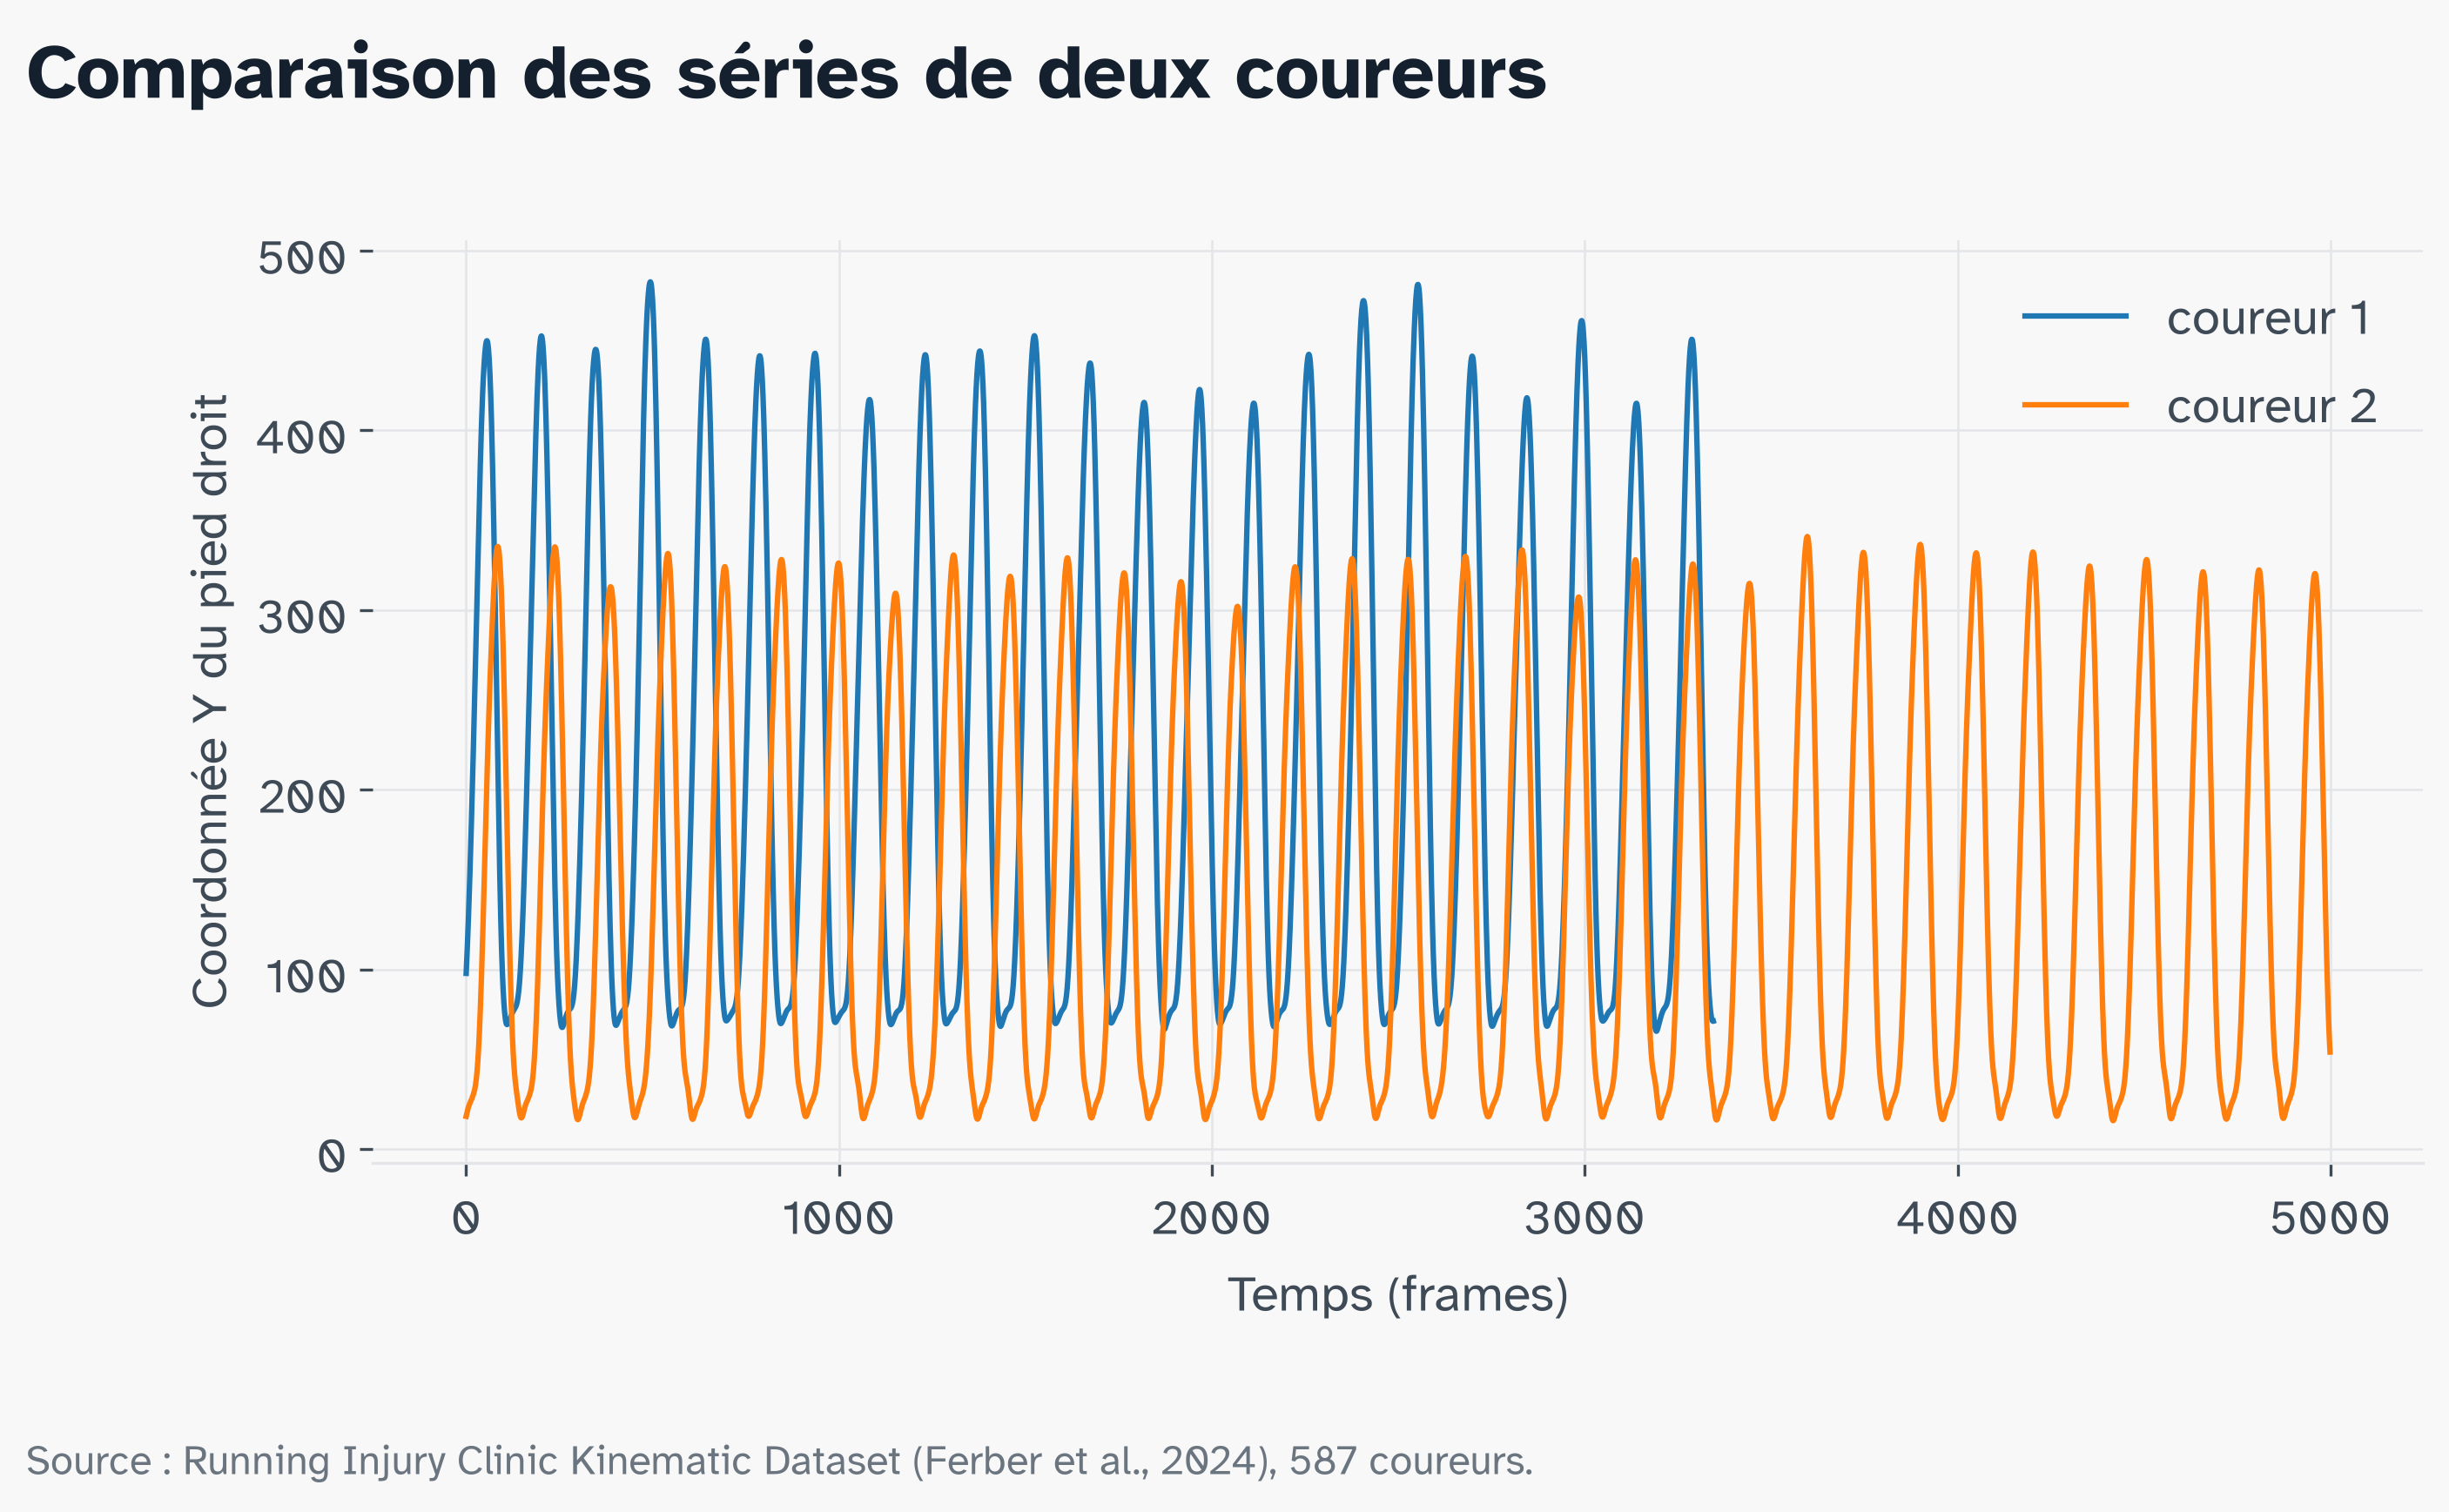 Comparaison des séries de deux coureurs
500
400
300
200
100
0
Coordonnée Y du pied droit
coureur 1
coureur 2
0 1000 2000 3000 4000 5000
Temps (frames)
Source : Running Injury Clinic Kinematic Dataset (Ferber et al., 2024), 587 coureurs.